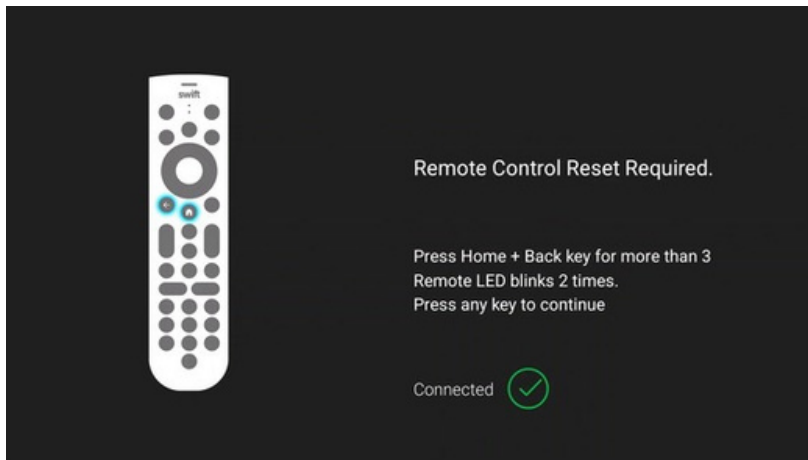 swift
Remote Control Reset Required.
Press Home + Back key for more than 3
Remote LED blinks 2 times.
Press any key to continue
Connected